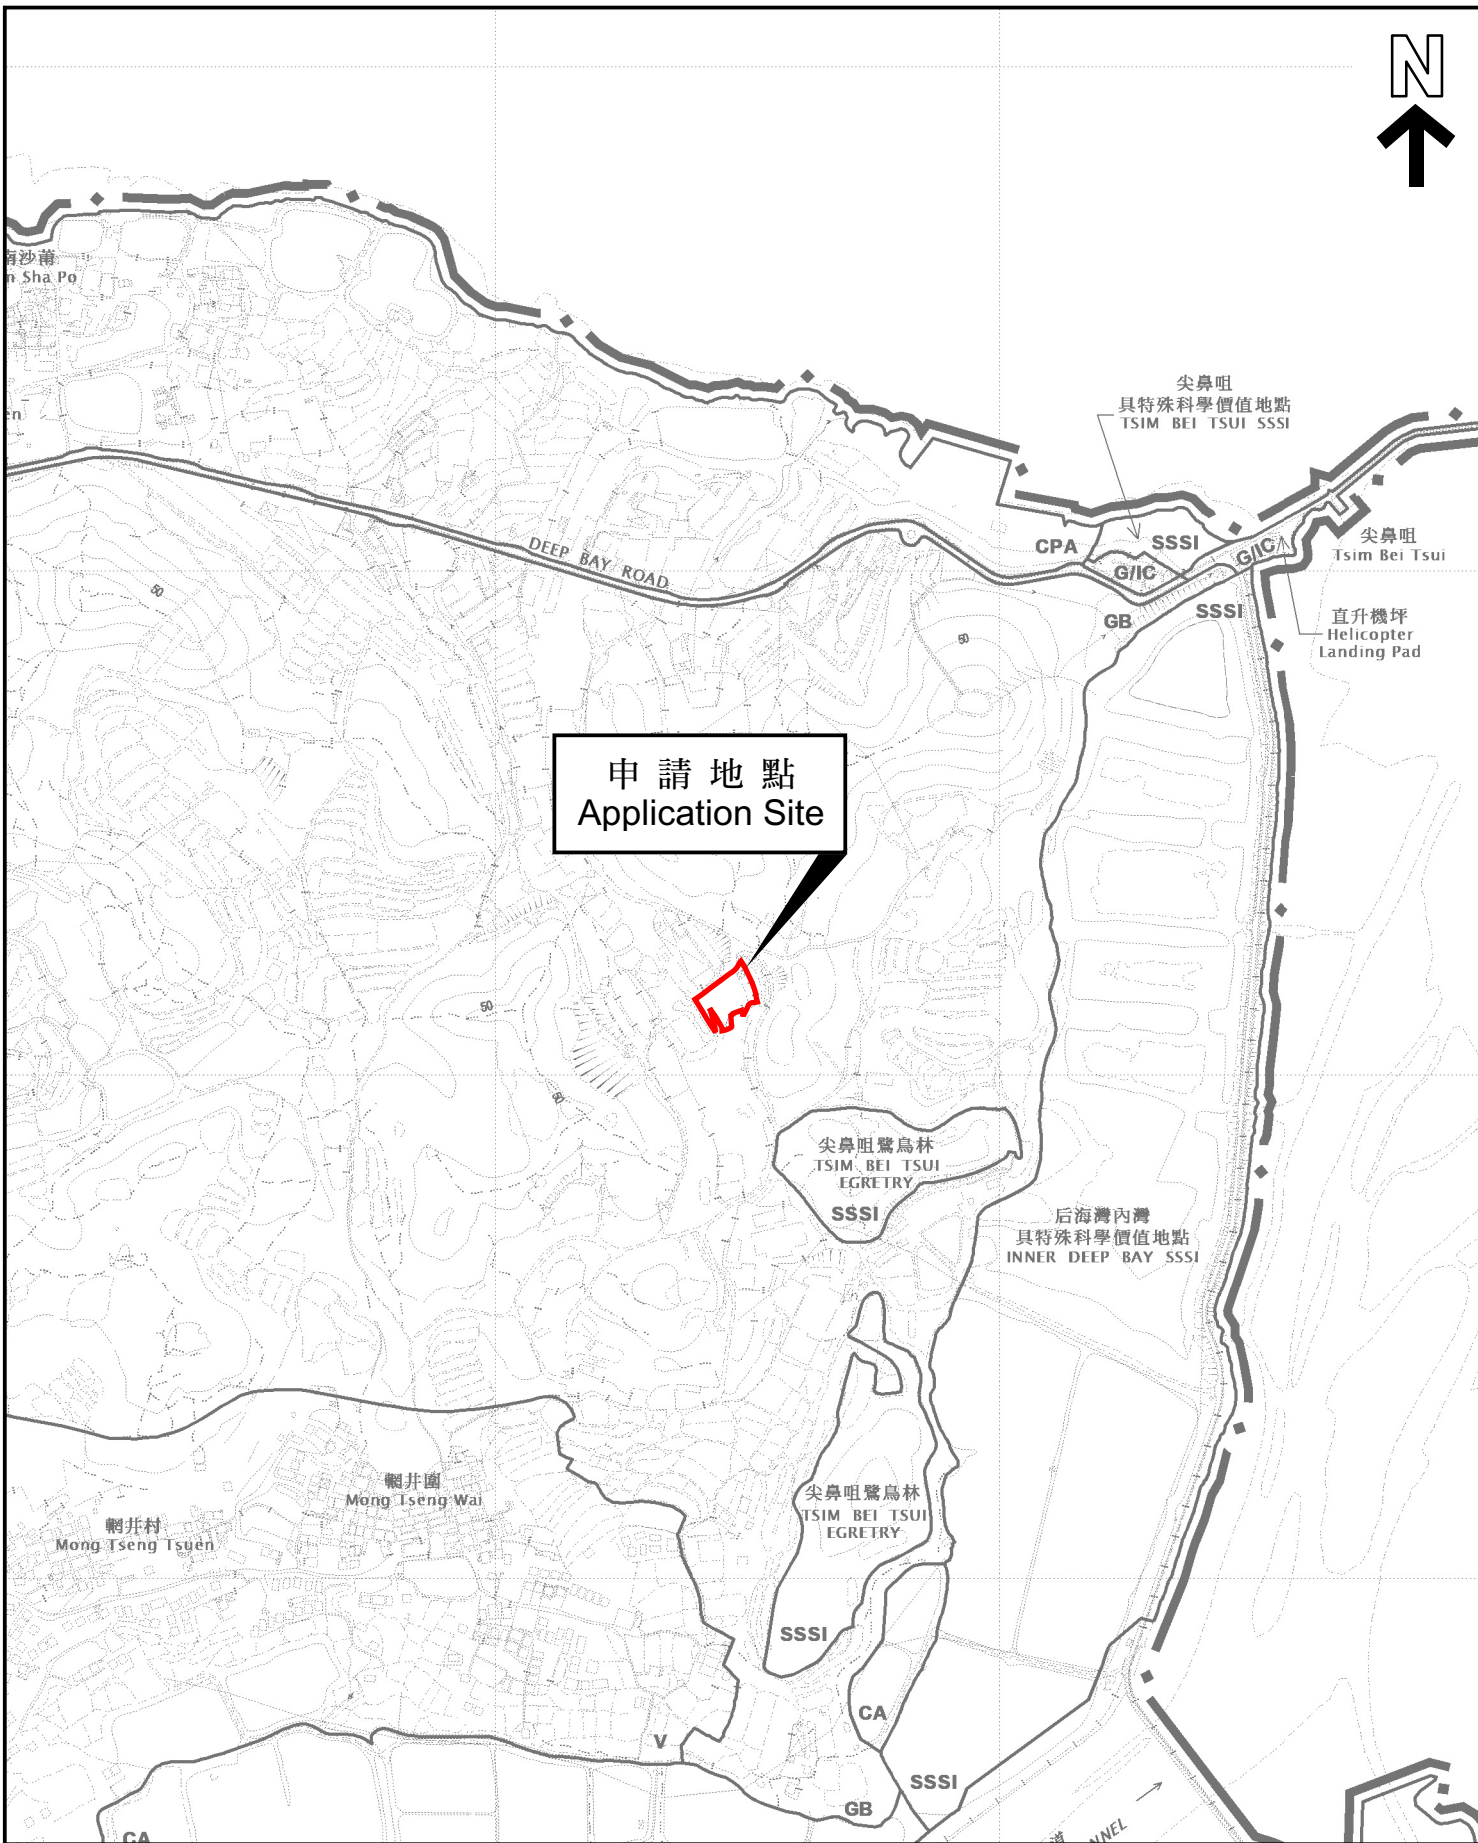 N
南沙莆
n Sha Po
en
尖鼻咀
具特殊科學價值地點
TSIM BEI TSUI SSSI
DEEP BAY ROAD
CPA
SSSI
G/IC
G/IC
尖鼻咀
Tsim Bei Tsui
GB
SSSI
直升機坪
Helicopter
Landing Pad
50
50
申請地點
Application Site
50
50
尖鼻咀鷺鳥林
TSIM BEI TSUI
EGRETRY
SSSI
后海灣內灣
具特殊科學價值地點
INNER DEEP BAY SSSI
輞井圍
Mong Tseng Wai
輞井村
Mong Tseng Tsuen
尖鼻咀鷺鳥林
TSIM BEI TSUI
EGRETRY
SSSI
CA
V
SSSI
GB
CA
道
NNEL